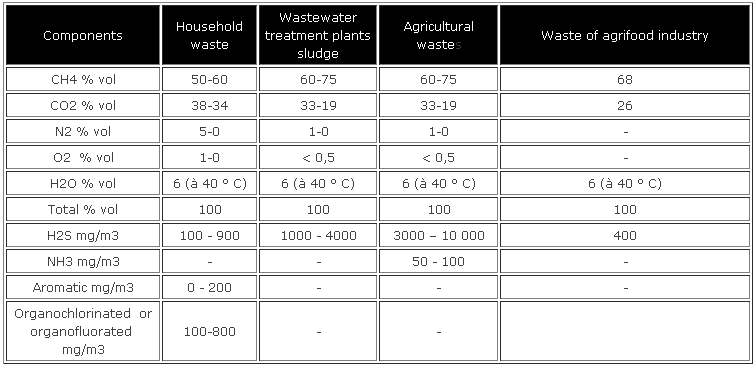 Components Household waste Wastewater treatment plants sludge Agricultural wastes Waste of agrifood industry
CH4 % vol 50-60 60-75 60-75 68
CO2 % vol 38-34 33-19 33-19 26
N2 % vol 5-0 1-0 1-0 -
O2 % vol 1-0 < 0,5 < 0,5 -
H2O % vol 6 (à 40 ° C) 6 (à 40 ° C) 6 (à 40 ° C) 6 (à 40 ° C)
Total % vol 100 100 100 100
H2S mg/m3 100 - 900 1000 - 4000 3000 – 10 000 400
NH3 mg/m3 - - 50 - 100 -
Aromatic mg/m3 0 - 200 - - -
Organochlorinated or organofluorated mg/m3 100-800 - -